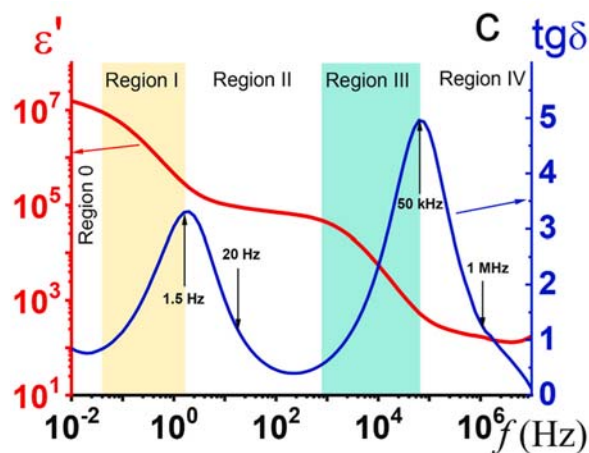 ε' C tgδ
Region I Region II Region III Region IV
10⁷ 5
Region 0
4
50 kHz
10⁵
3
20 Hz
1 MHz
1.5 Hz
10³ 2
1
10¹ 0
10⁻² 10⁰ 10² 10⁴ 10⁶ f (Hz)